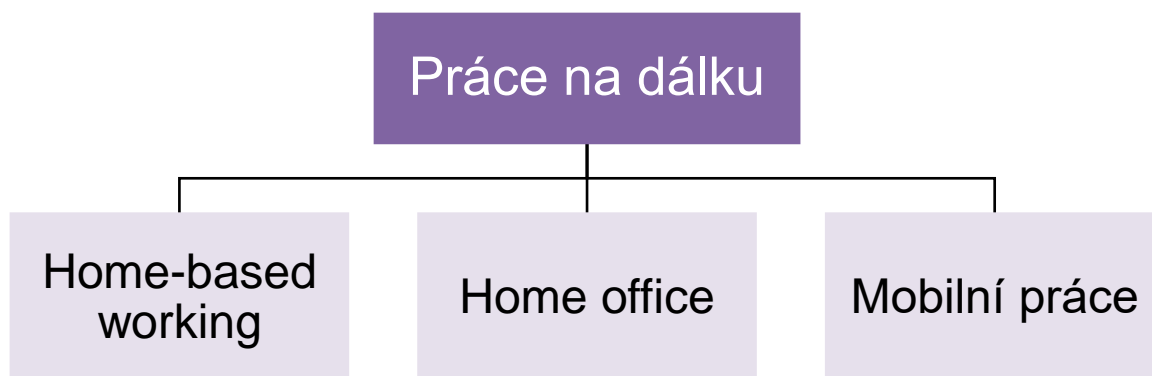 Práce na dálku
Home-based
working
Home office
Mobilní práce